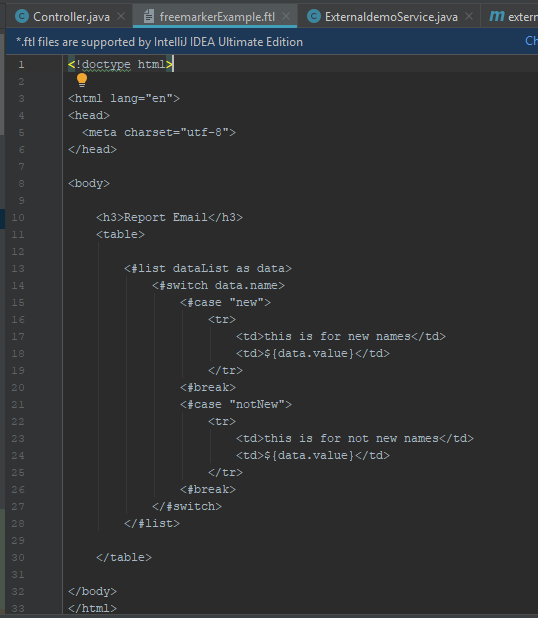 Controller.java × freemarkerExample.ftl × ExternaldemoService.java × m extern
*.ftl files are supported by IntelliJ IDEA Ultimate Edition Ch
1 <!doctype html>
2
3 <html lang="en">
4 <head>
5 <meta charset="utf-8">
6 </head>
7
8 <body>
9
10 <h3>Report Email</h3>
11 <table>
12
13 <#list dataList as data>
14 <#switch data.name>
15 <#case "new">
16 <tr>
17 <td>this is for new names</td>
18 <td>${data.value}</td>
19 </tr>
20 <#break>
21 <#case "notNew">
22 <tr>
23 <td>this is for not new names</td>
24 <td>${data.value}</td>
25 </tr>
26 <#break>
27 </#switch>
28 </#list>
29
30 </table>
31
32 </body>
33 </html>